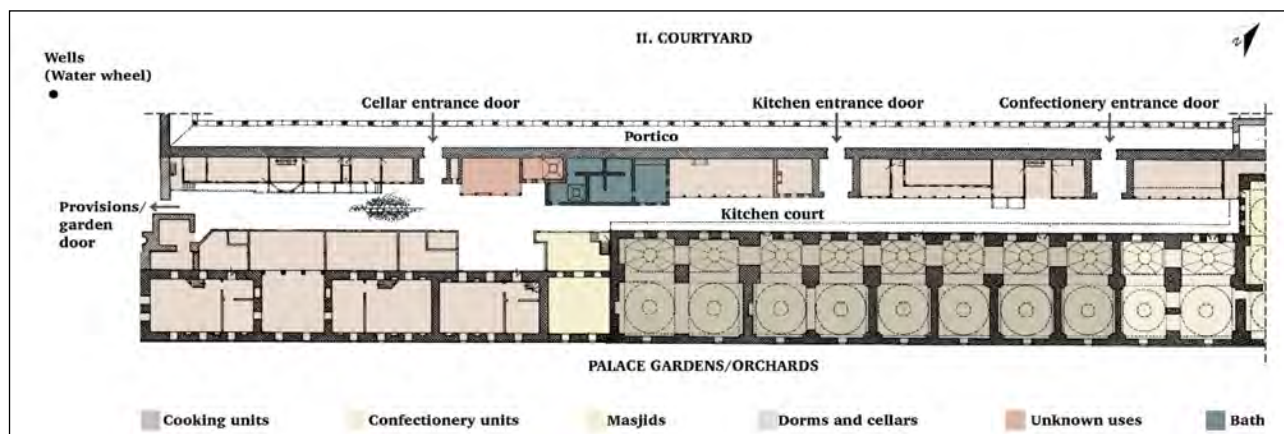 II. COURTYARD
N
Wells
(Water wheel)
Cellar entrance door
Kitchen entrance door
Confectionery entrance door
Portico
Provisions/
garden
door
Kitchen court
PALACE GARDENS/ORCHARDS
Cooking units
Confectionery units
Masjids
Dorms and cellars
Unknown uses
Bath